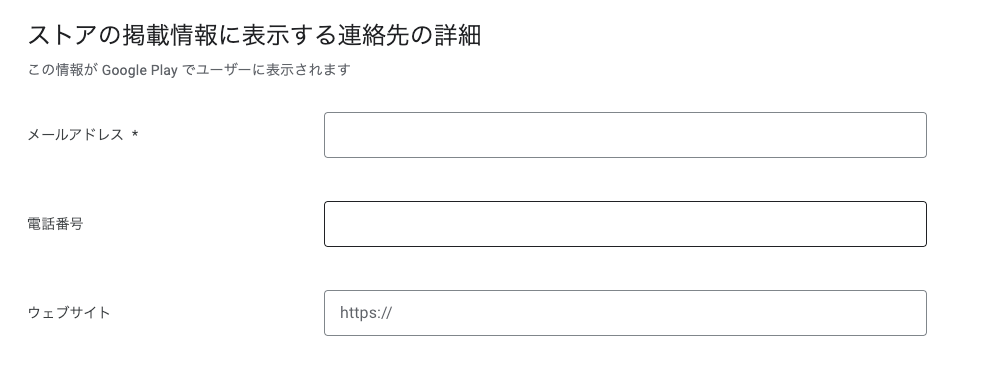 ストアの掲載情報に表示する連絡先の詳細
この情報が Google Play でユーザーに表示されます
メールアドレス *
電話番号
ウェブサイト
https://